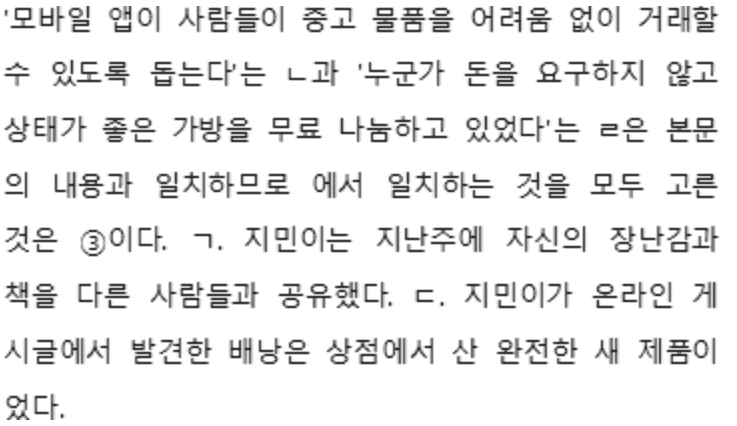 '모바일 앱이 사람들이 중고 물품을 어려움 없이 거래할
수 있도록 돕는다'는 ㄴ과 '누군가 돈을 요구하지 않고
상태가 좋은 가방을 무료 나눔하고 있었다'는 ㄹ은 본문
의 내용과 일치하므로 에서 일치하는 것을 모두 고른
것은 ③이다. ㄱ. 지민이는 지난주에 자신의 장난감과
책을 다른 사람들과 공유했다. ㄷ. 지민이가 온라인 게
시글에서 발견한 배낭은 상점에서 산 완전한 새 제품이
었다.